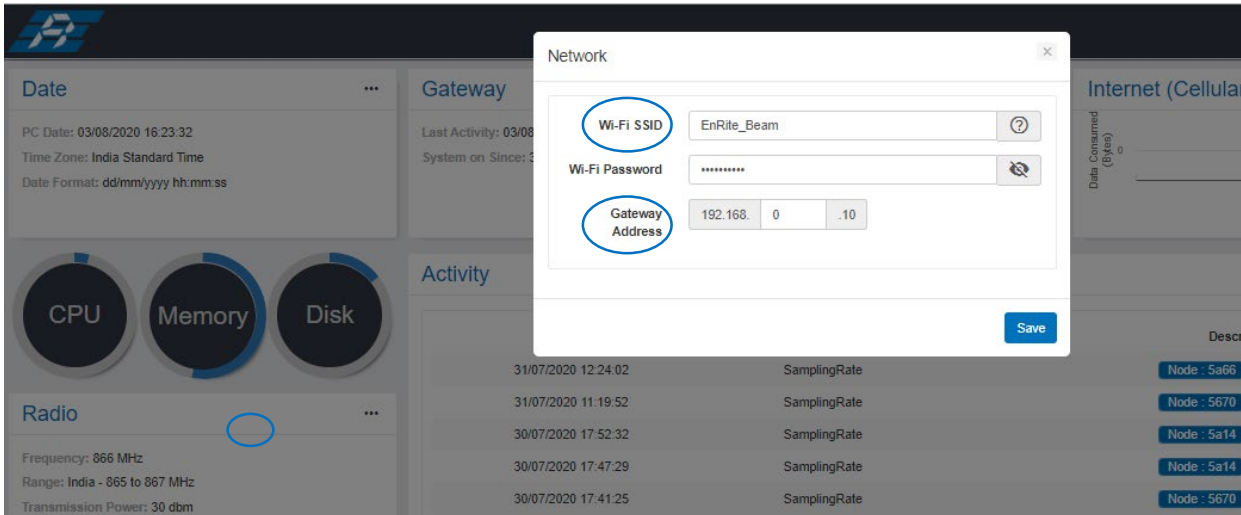 Network
×
Wi-Fi SSID EnRite_Beam
Wi-Fi Password ••••••••••
Gateway Address 192.168. 0 .10
Save
Date ...
PC Date: 03/08/2020 16:23:32
Time Zone: India Standard Time
Date Format: dd/mm/yyyy hh:mm:ss
Gateway
Last Activity: 03/08
System on Since: 3
Internet (Cellular
Data Consumed
(Bytes)
0
CPU Memory Disk
Activity
Descr
31/07/2020 12:24:02 SamplingRate Node : 5a66
31/07/2020 11:19:52 SamplingRate Node : 5670
30/07/2020 17:52:32 SamplingRate Node : 5a14
30/07/2020 17:47:29 SamplingRate Node : 5a14
30/07/2020 17:41:25 SamplingRate Node : 5670
Radio ...
Frequency: 866 MHz
Range: India - 865 to 867 MHz
Transmission Power: 30 dbm